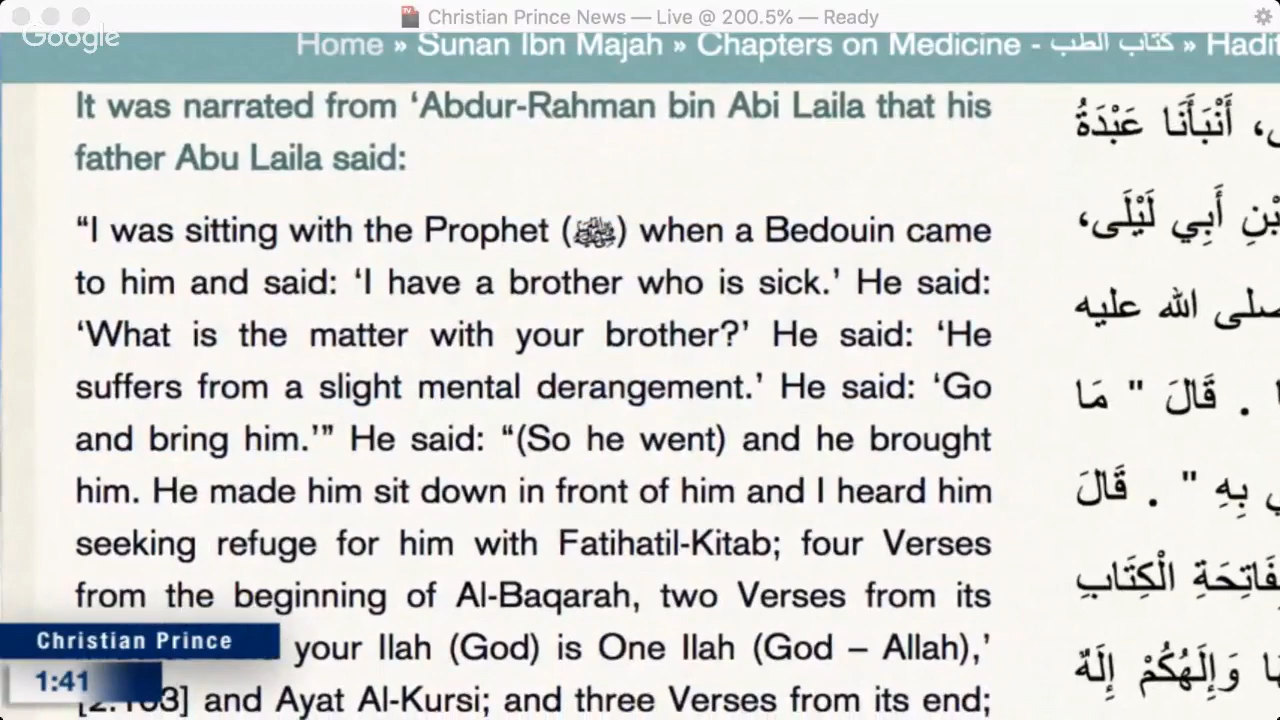 Christian Prince News — Live @ 200.5% — Ready
Google
Home » Sunan Ibn Majah » Chapters on Medicine - كتاب الطب »
It was narrated from ‘Abdur-Rahman bin Abi Laila that his
father Abu Laila said:
“I was sitting with the Prophet (ﷺ) when a Bedouin came
to him and said: ‘I have a brother who is sick.’ He said:
‘What is the matter with your brother?’ He said: ‘He
suffers from a slight mental derangement.’ He said: ‘Go
and bring him.’” He said: “(So he went) and he brought
him. He made him sit down in front of him and I heard him
seeking refuge for him with Fatihatil-Kitab; four Verses
from the beginning of Al-Baqarah, two Verses from its
your Ilah (God) is One Ilah (God – Allah),’
and Ayat Al-Kursi; and three Verses from its end;
، أَنْبَأَنَا عَبْدَةُ
بْنِ أَبِي لَيْلَى،
صلى الله عليه
. قَالَ " مَا
بِهِ " . قَالَ
بِفَاتِحَةِ الْكِتَابِ
وَإِلَهُكُمْ إِلَهٌ
Christian Prince
1:41